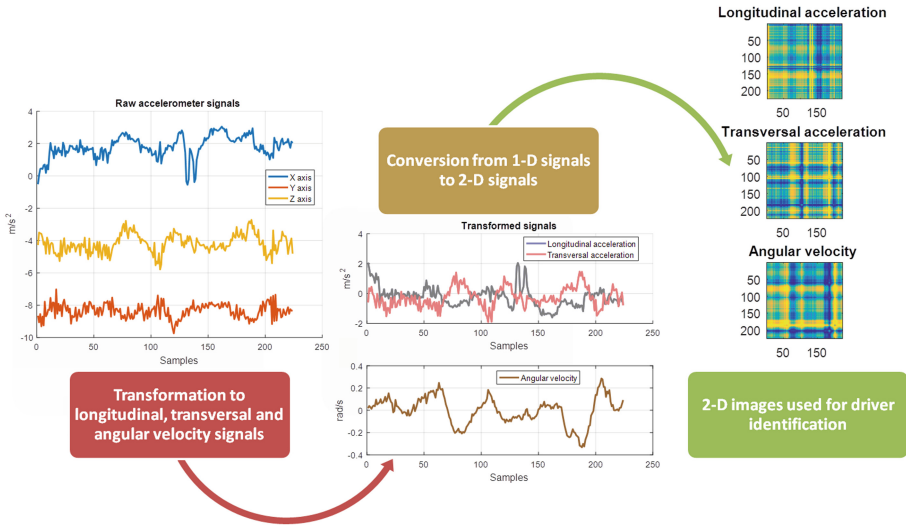 Raw accelerometer signals
4
2
0
-2
-4
-6
-8
-10
m/s²
0
50
100
150
200
250
Samples
X axis
Y axis
Z axis
Transformation to
longitudinal, transversal and
angular velocity signals
Conversion from 1-D signals
to 2-D signals
Transformed signals
4
2
0
-2
m/s²
0
50
100
150
200
250
Samples
Longitudinal acceleration
Transversal acceleration
0.4
0.2
0
-0.2
-0.4
rad/s
0
50
100
150
200
250
Samples
Angular velocity
Longitudinal acceleration
50
100
150
200
50 150
Transversal acceleration
50
100
150
200
50 150
Angular velocity
50
100
150
200
50 150
2-D images used for driver
identification